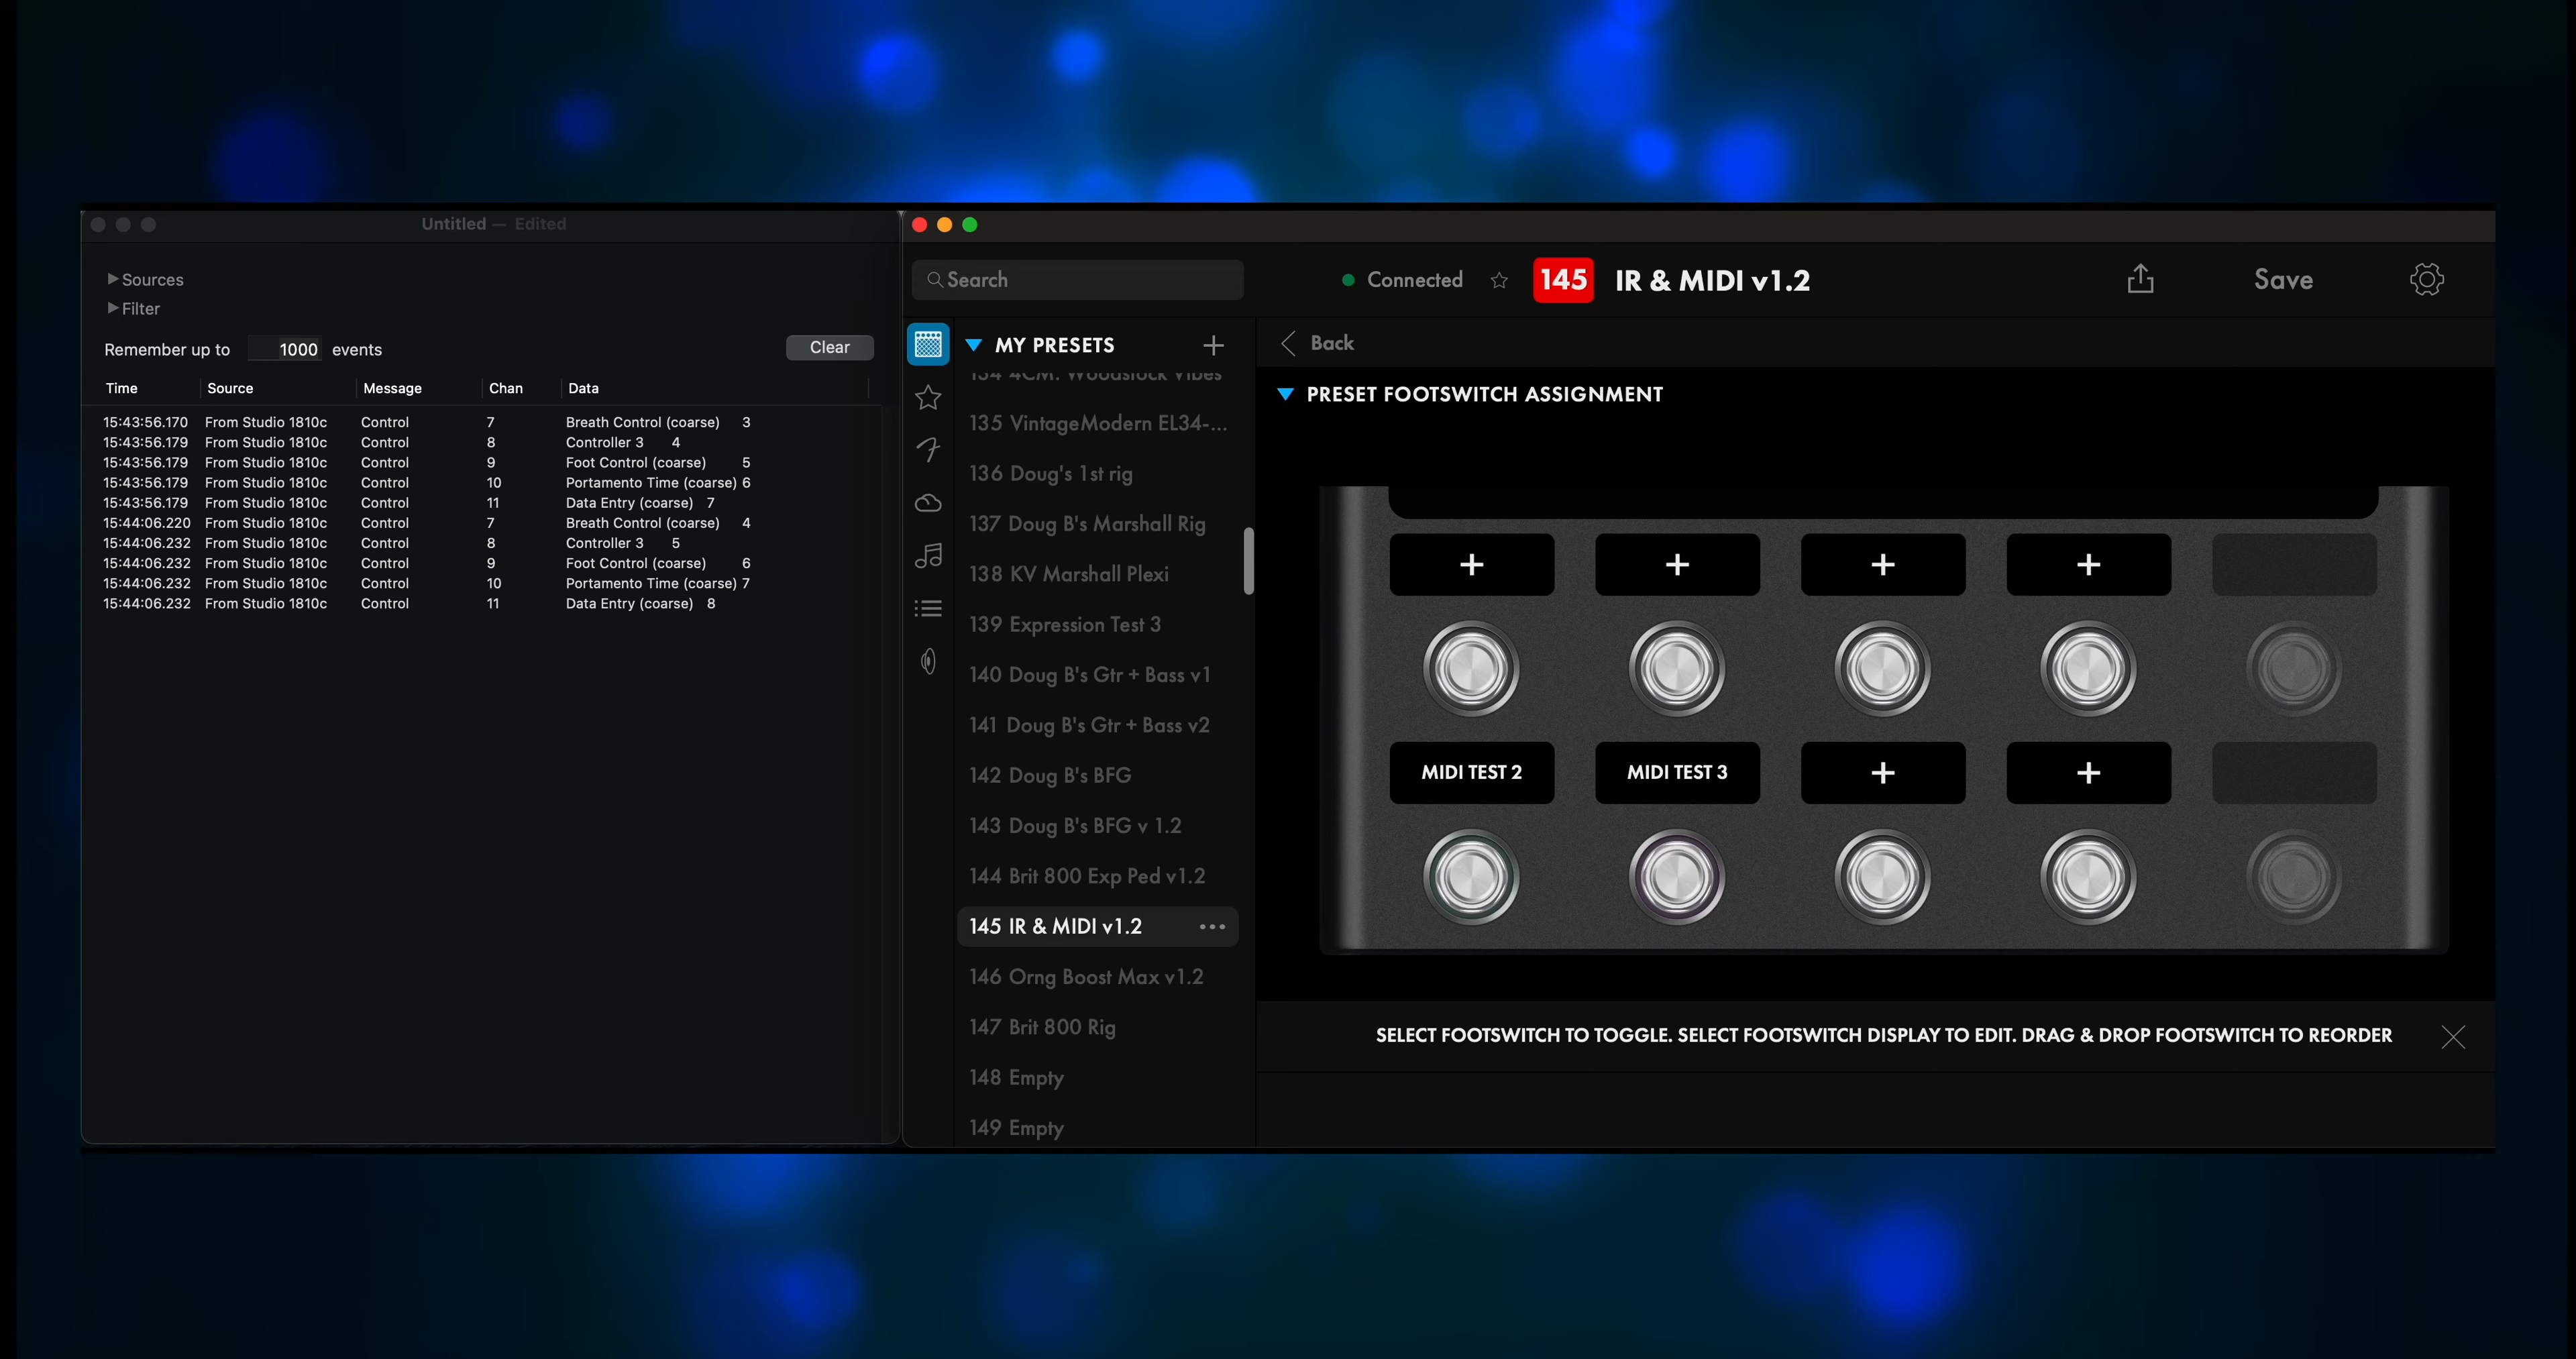 Untitled — Edited
Sources
Filter
Remember up to 1000 events
Clear
Time Source Message Chan Data
15:43:56.170 From Studio 1810c Control 7 Breath Control (coarse) 3
15:43:56.179 From Studio 1810c Control 8 Controller 3 4
15:43:56.179 From Studio 1810c Control 9 Foot Control (coarse) 5
15:43:56.179 From Studio 1810c Control 10 Portamento Time (coarse) 6
15:43:56.179 From Studio 1810c Control 11 Data Entry (coarse) 7
15:44:06.220 From Studio 1810c Control 7 Breath Control (coarse) 4
15:44:06.232 From Studio 1810c Control 8 Controller 3 5
15:44:06.232 From Studio 1810c Control 9 Foot Control (coarse) 6
15:44:06.232 From Studio 1810c Control 10 Portamento Time (coarse) 7
15:44:06.232 From Studio 1810c Control 11 Data Entry (coarse) 8
Search
Connected 145 IR & MIDI v1.2
Save
MY PRESETS
134 4CM: Woodstock Vibes
135 VintageModern EL34-...
136 Doug's 1st rig
137 Doug B's Marshall Rig
138 KV Marshall Plexi
139 Expression Test 3
140 Doug B's Gtr + Bass v1
141 Doug B's Gtr + Bass v2
142 Doug B's BFG
143 Doug B's BFG v 1.2
144 Brit 800 Exp Ped v1.2
145 IR & MIDI v1.2
146 Orng Boost Max v1.2
147 Brit 800 Rig
148 Empty
149 Empty
Back
PRESET FOOTSWITCH ASSIGNMENT
+ + + +
MIDI TEST 2 MIDI TEST 3 + +
SELECT FOOTSWITCH TO TOGGLE. SELECT FOOTSWITCH DISPLAY TO EDIT. DRAG & DROP FOOTSWITCH TO REORDER